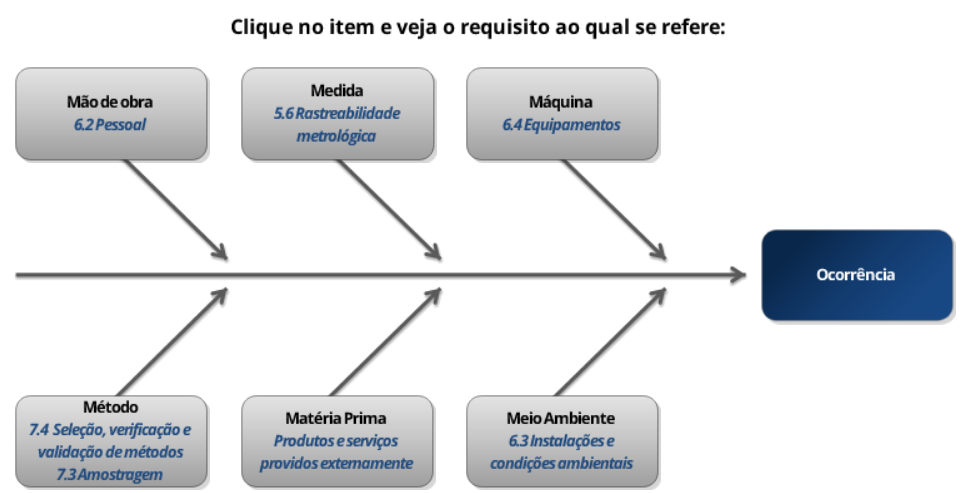 Clique no item e veja o requisito ao qual se refere:
Mão de obra
6.2 Pessoal
Medida
5.6 Rastreabilidade
metrológica
Máquina
6.4 Equipamentos
Ocorrência
Método
7.4 Seleção, verificação e
validação de métodos
7.3 Amostragem
Matéria Prima
Produtos e serviços
providos externamente
Meio Ambiente
6.3 Instalações e
condições ambientais